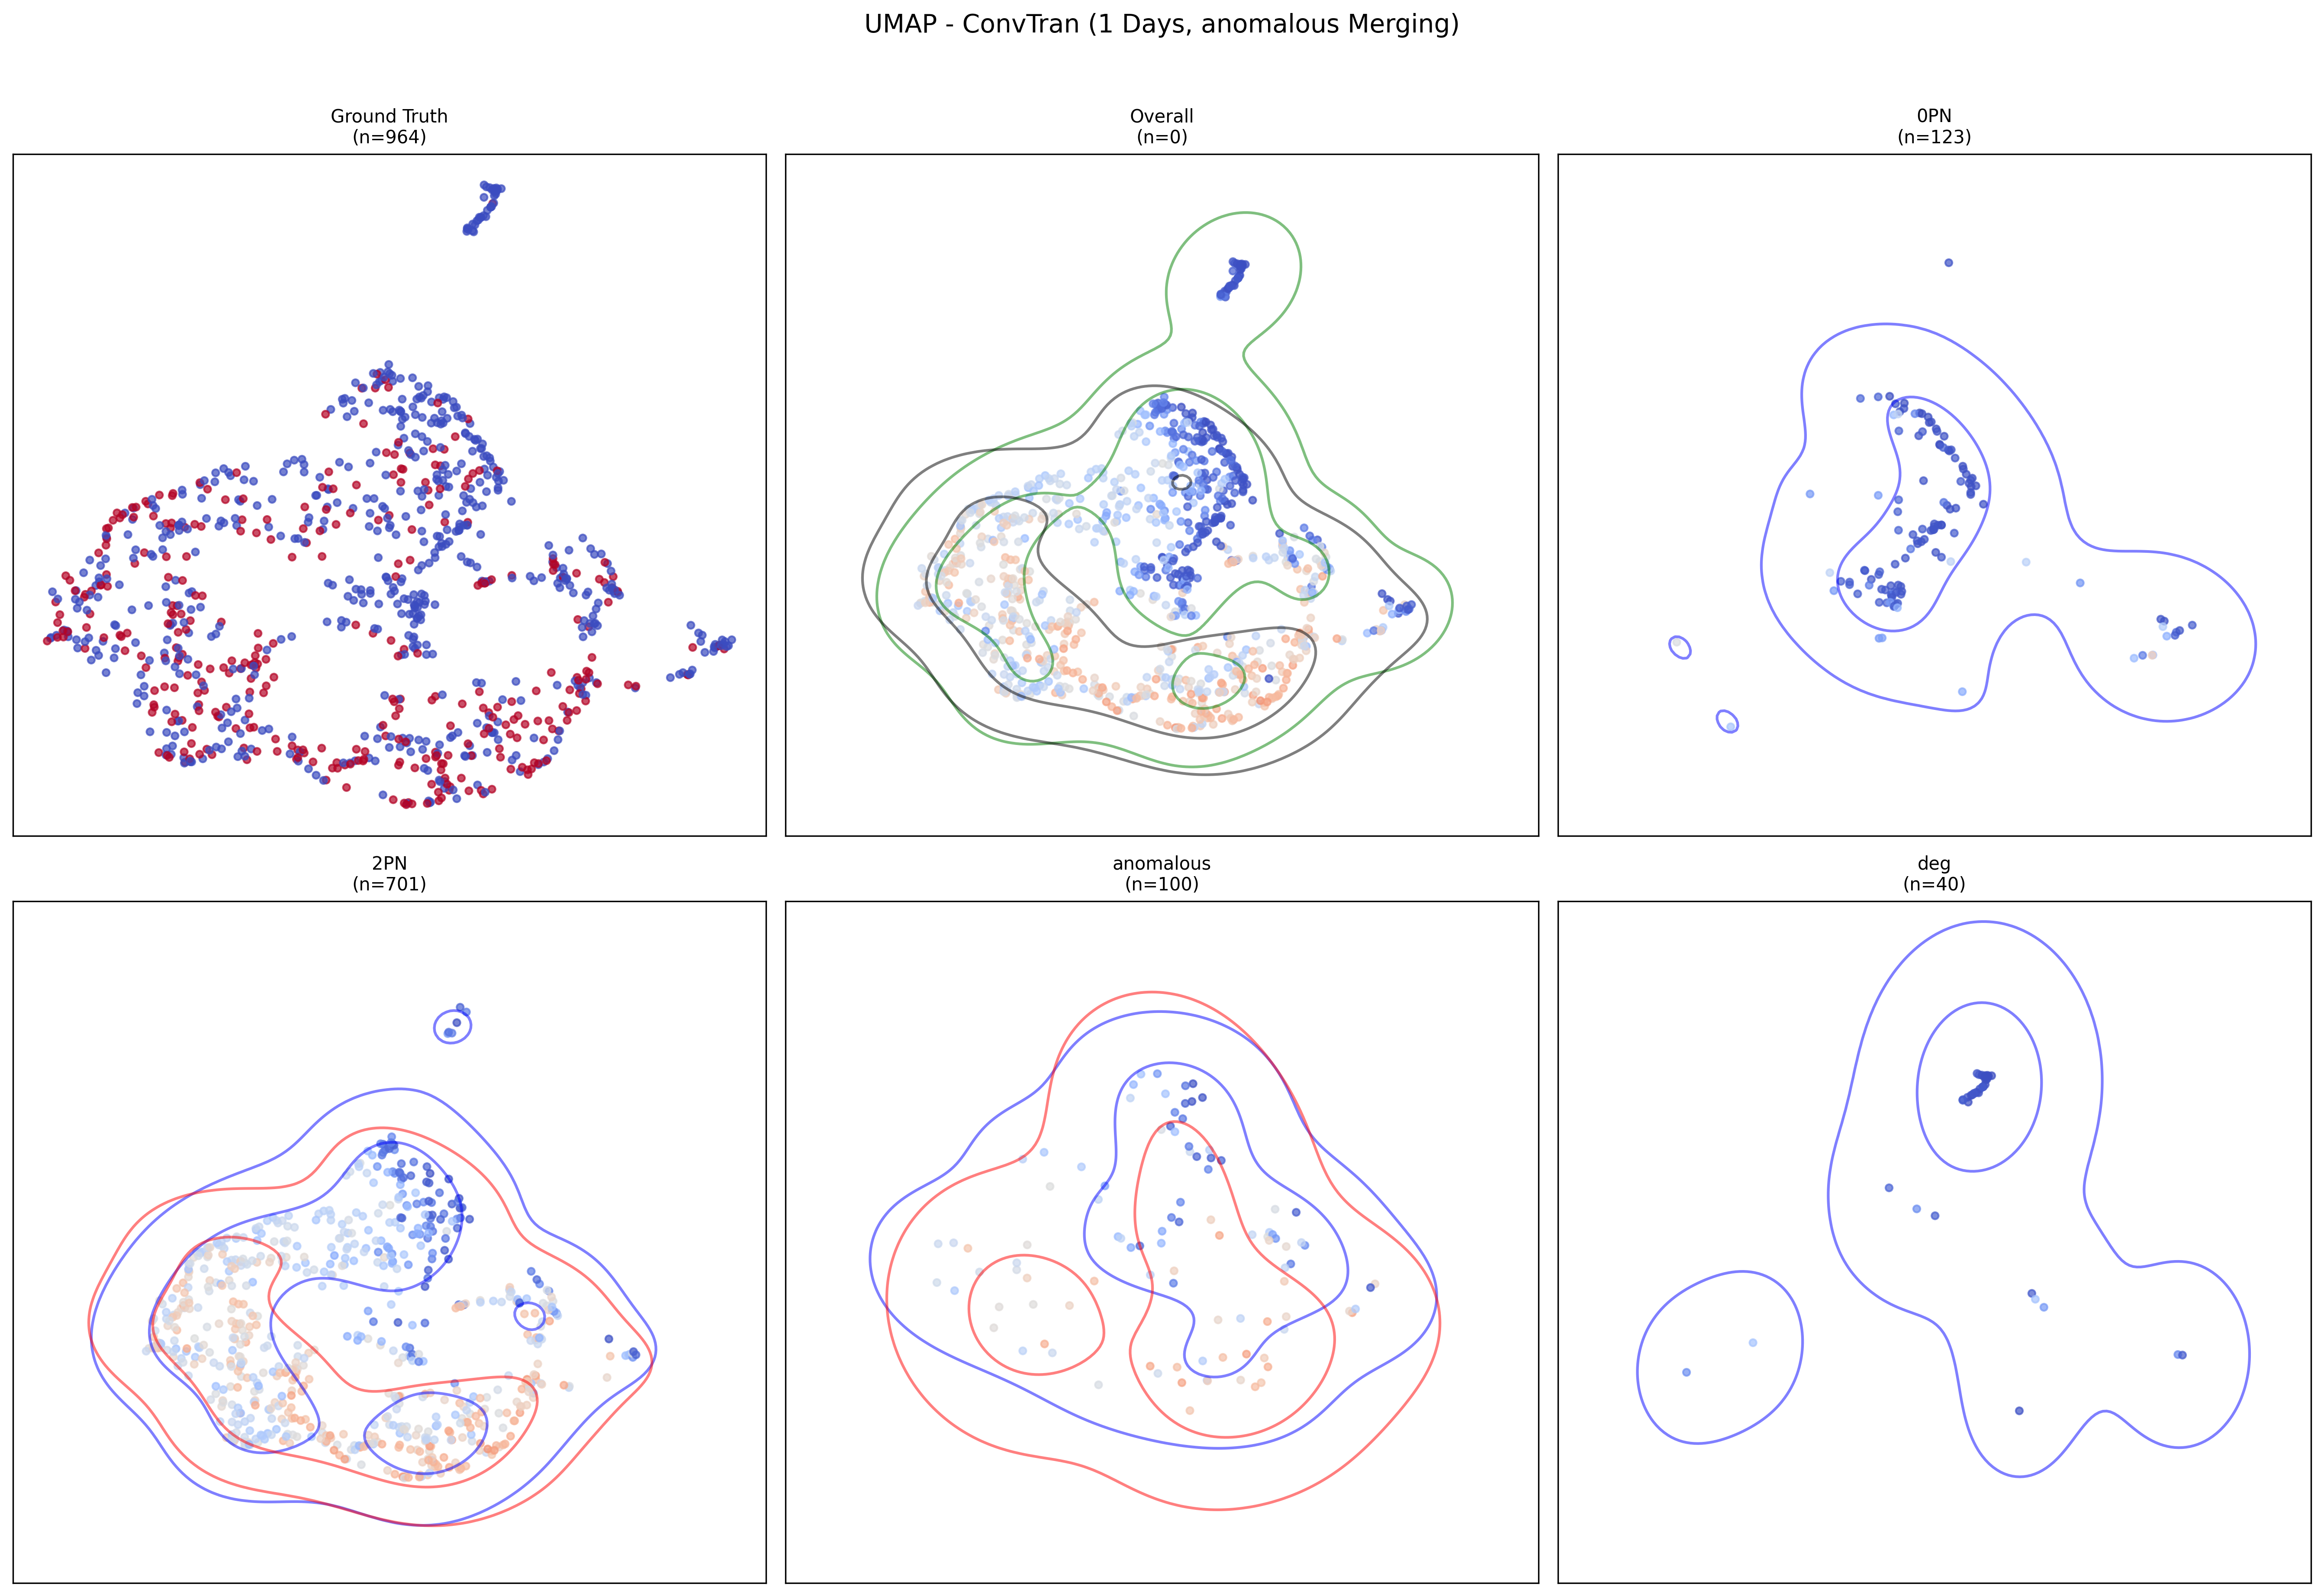 UMAP - ConvTran (1 Days, anomalous Merging)
Ground Truth
(n=964)
Overall
(n=0)
0PN
(n=123)
2PN
(n=701)
anomalous
(n=100)
deg
(n=40)